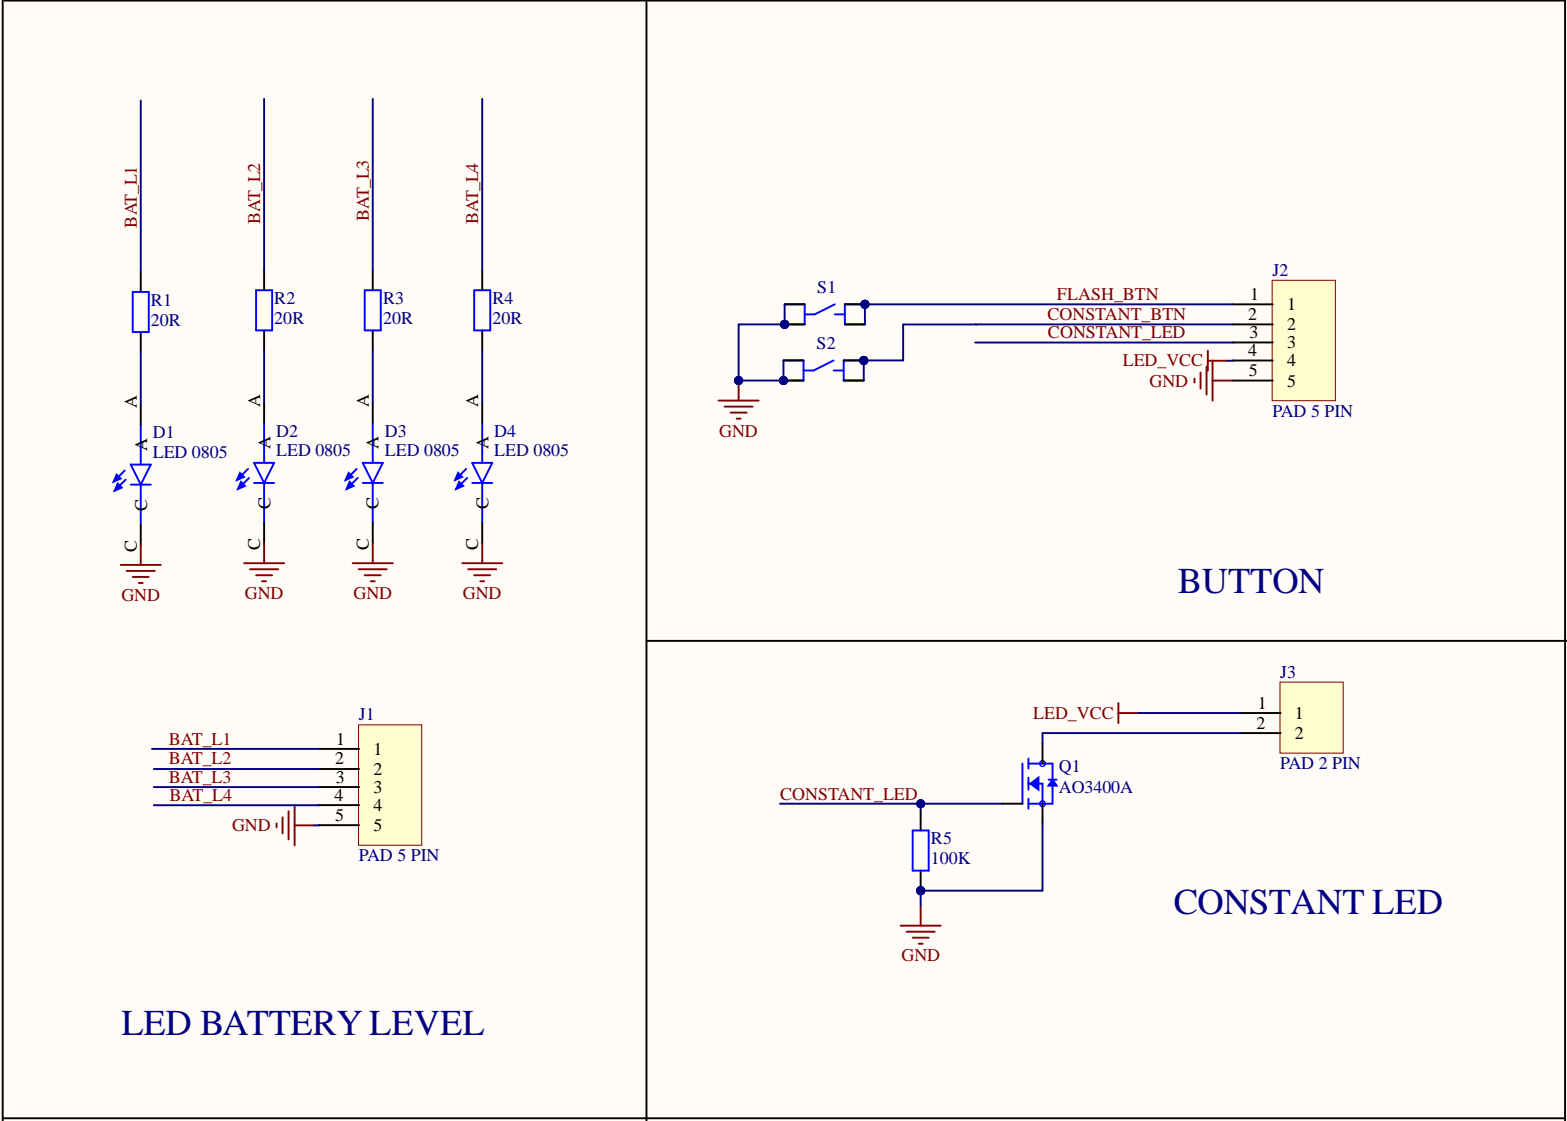 BAT_L1
BAT_L2
BAT_L3
BAT_L4
R1
20R
R2
20R
R3
20R
R4
20R
A
A
A
A
A
A
A
A
D1
LED 0805
D2
LED 0805
D3
LED 0805
D4
LED 0805
C
C
C
C
C
C
C
C
GND
GND
GND
GND
J1
BAT_L1 1 1
BAT_L2 2 2
BAT_L3 3 3
BAT_L4 4 4
GND 5 5
PAD 5 PIN
LED BATTERY LEVEL
S1
S2
GND
J2
FLASH_BTN 1 1
CONSTANT_BTN 2 2
CONSTANT_LED 3 3
LED_VCC 4 4
GND 5 5
PAD 5 PIN
BUTTON
J3
LED_VCC 1 1
2 2
PAD 2 PIN
Q1
AO3400A
CONSTANT_LED
R5
100K
GND
CONSTANT LED